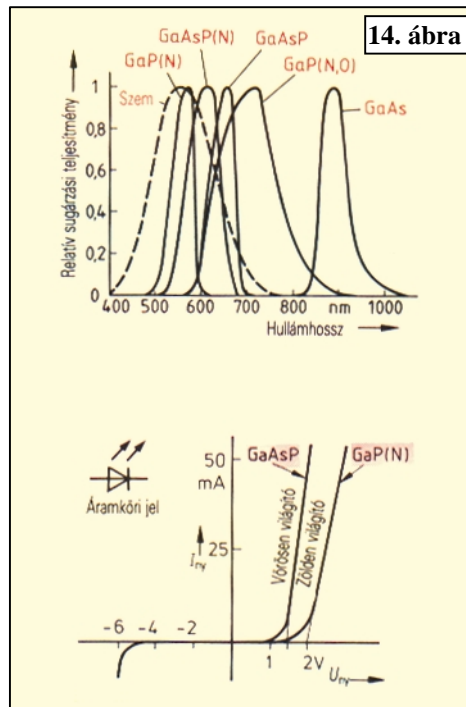 14. ábra
GaAsP(N) GaAsP
GaP(N) GaP(N,O)
Szem GaAs
Relatív sugárzási teljesítmény
1
0,8
0,6
0,4
0,2
0
400 500 600 700 800 nm 1000
Hullámhossz
50
mA
25
GaAsP GaP(N)
Áramköri jel
Iny
Vörösen világító
Zölden világító
-6 -4 -2
1 2V Uny